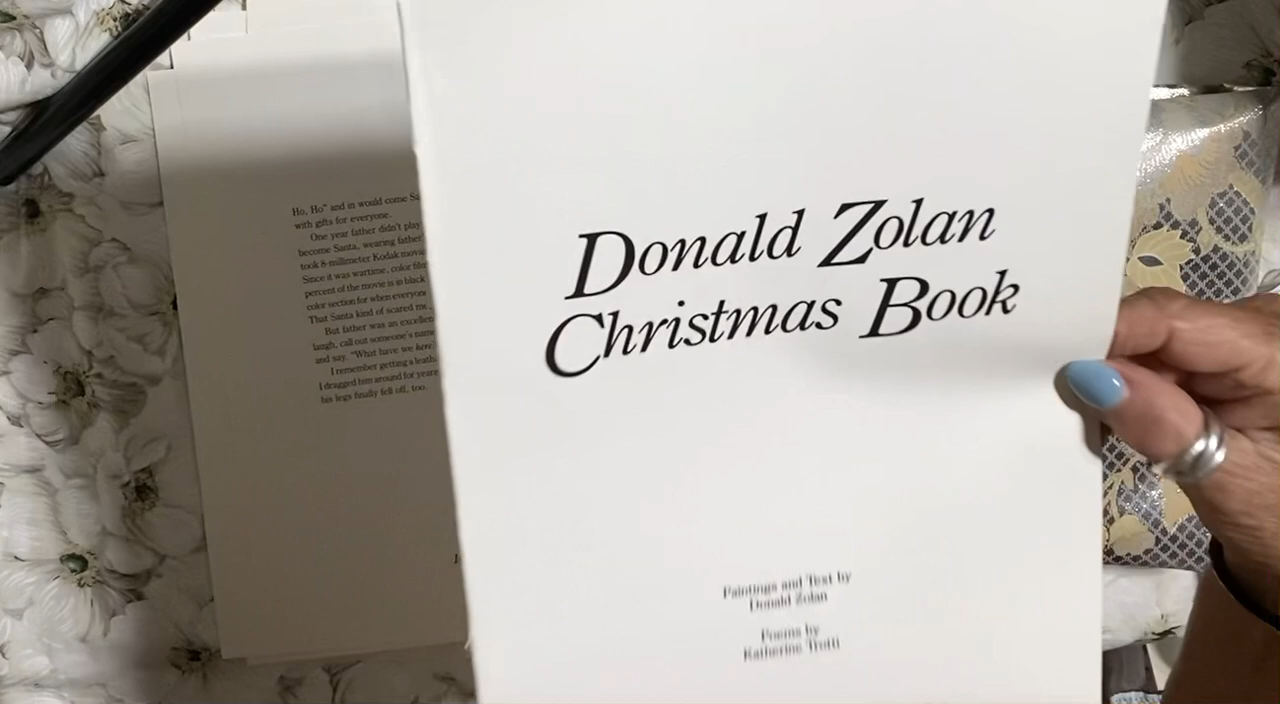 Ho, Ho" and in would come Sa
with gifts for everyone.
One year father didn't play
become Santa, wearing father
took 8-millimeter Kodak movie
Since it was wartime, color film
percent of the movie is in black
color section for when everyone
That Santa kind of scared me
But father was an excellen
laugh, call out someone's name
and say, "What have we here
I remember getting a leath
I dragged him around for years
his legs finally fell off, too.
Donald Zolan
Christmas Book
Paintings and Text by
Donald Zolan
Poems by
Katherine Trotti